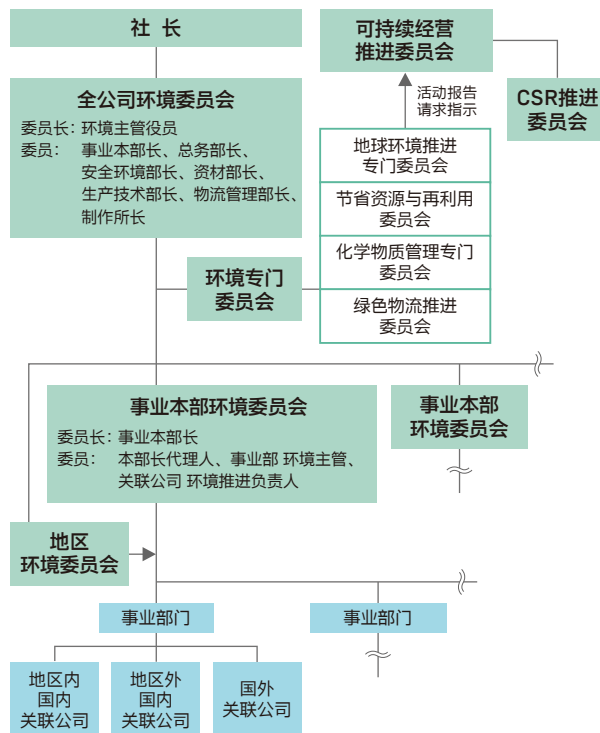 社 长
可持续经营
推进委员会
CSR推进
委员会
活动报告
请求指示
全公司环境委员会
委员长：环境主管役员
委员： 事业本部长、总务部长、
安全环境部长、资材部长、
生产技术部长、物流管理部长、
制作所长
地球环境推进
专门委员会
节省资源与再利用
委员会
化学物质管理专门
委员会
绿色物流推进
委员会
环境专门
委员会
事业本部环境委员会
委员长：事业本部长
委员： 本部长代理人、事业部 环境主管、
关联公司 环境推进负责人
事业本部
环境委员会
地区
环境委员会
事业部门
事业部门
地区内
国内
关联公司
地区外
国内
关联公司
国外
关联公司